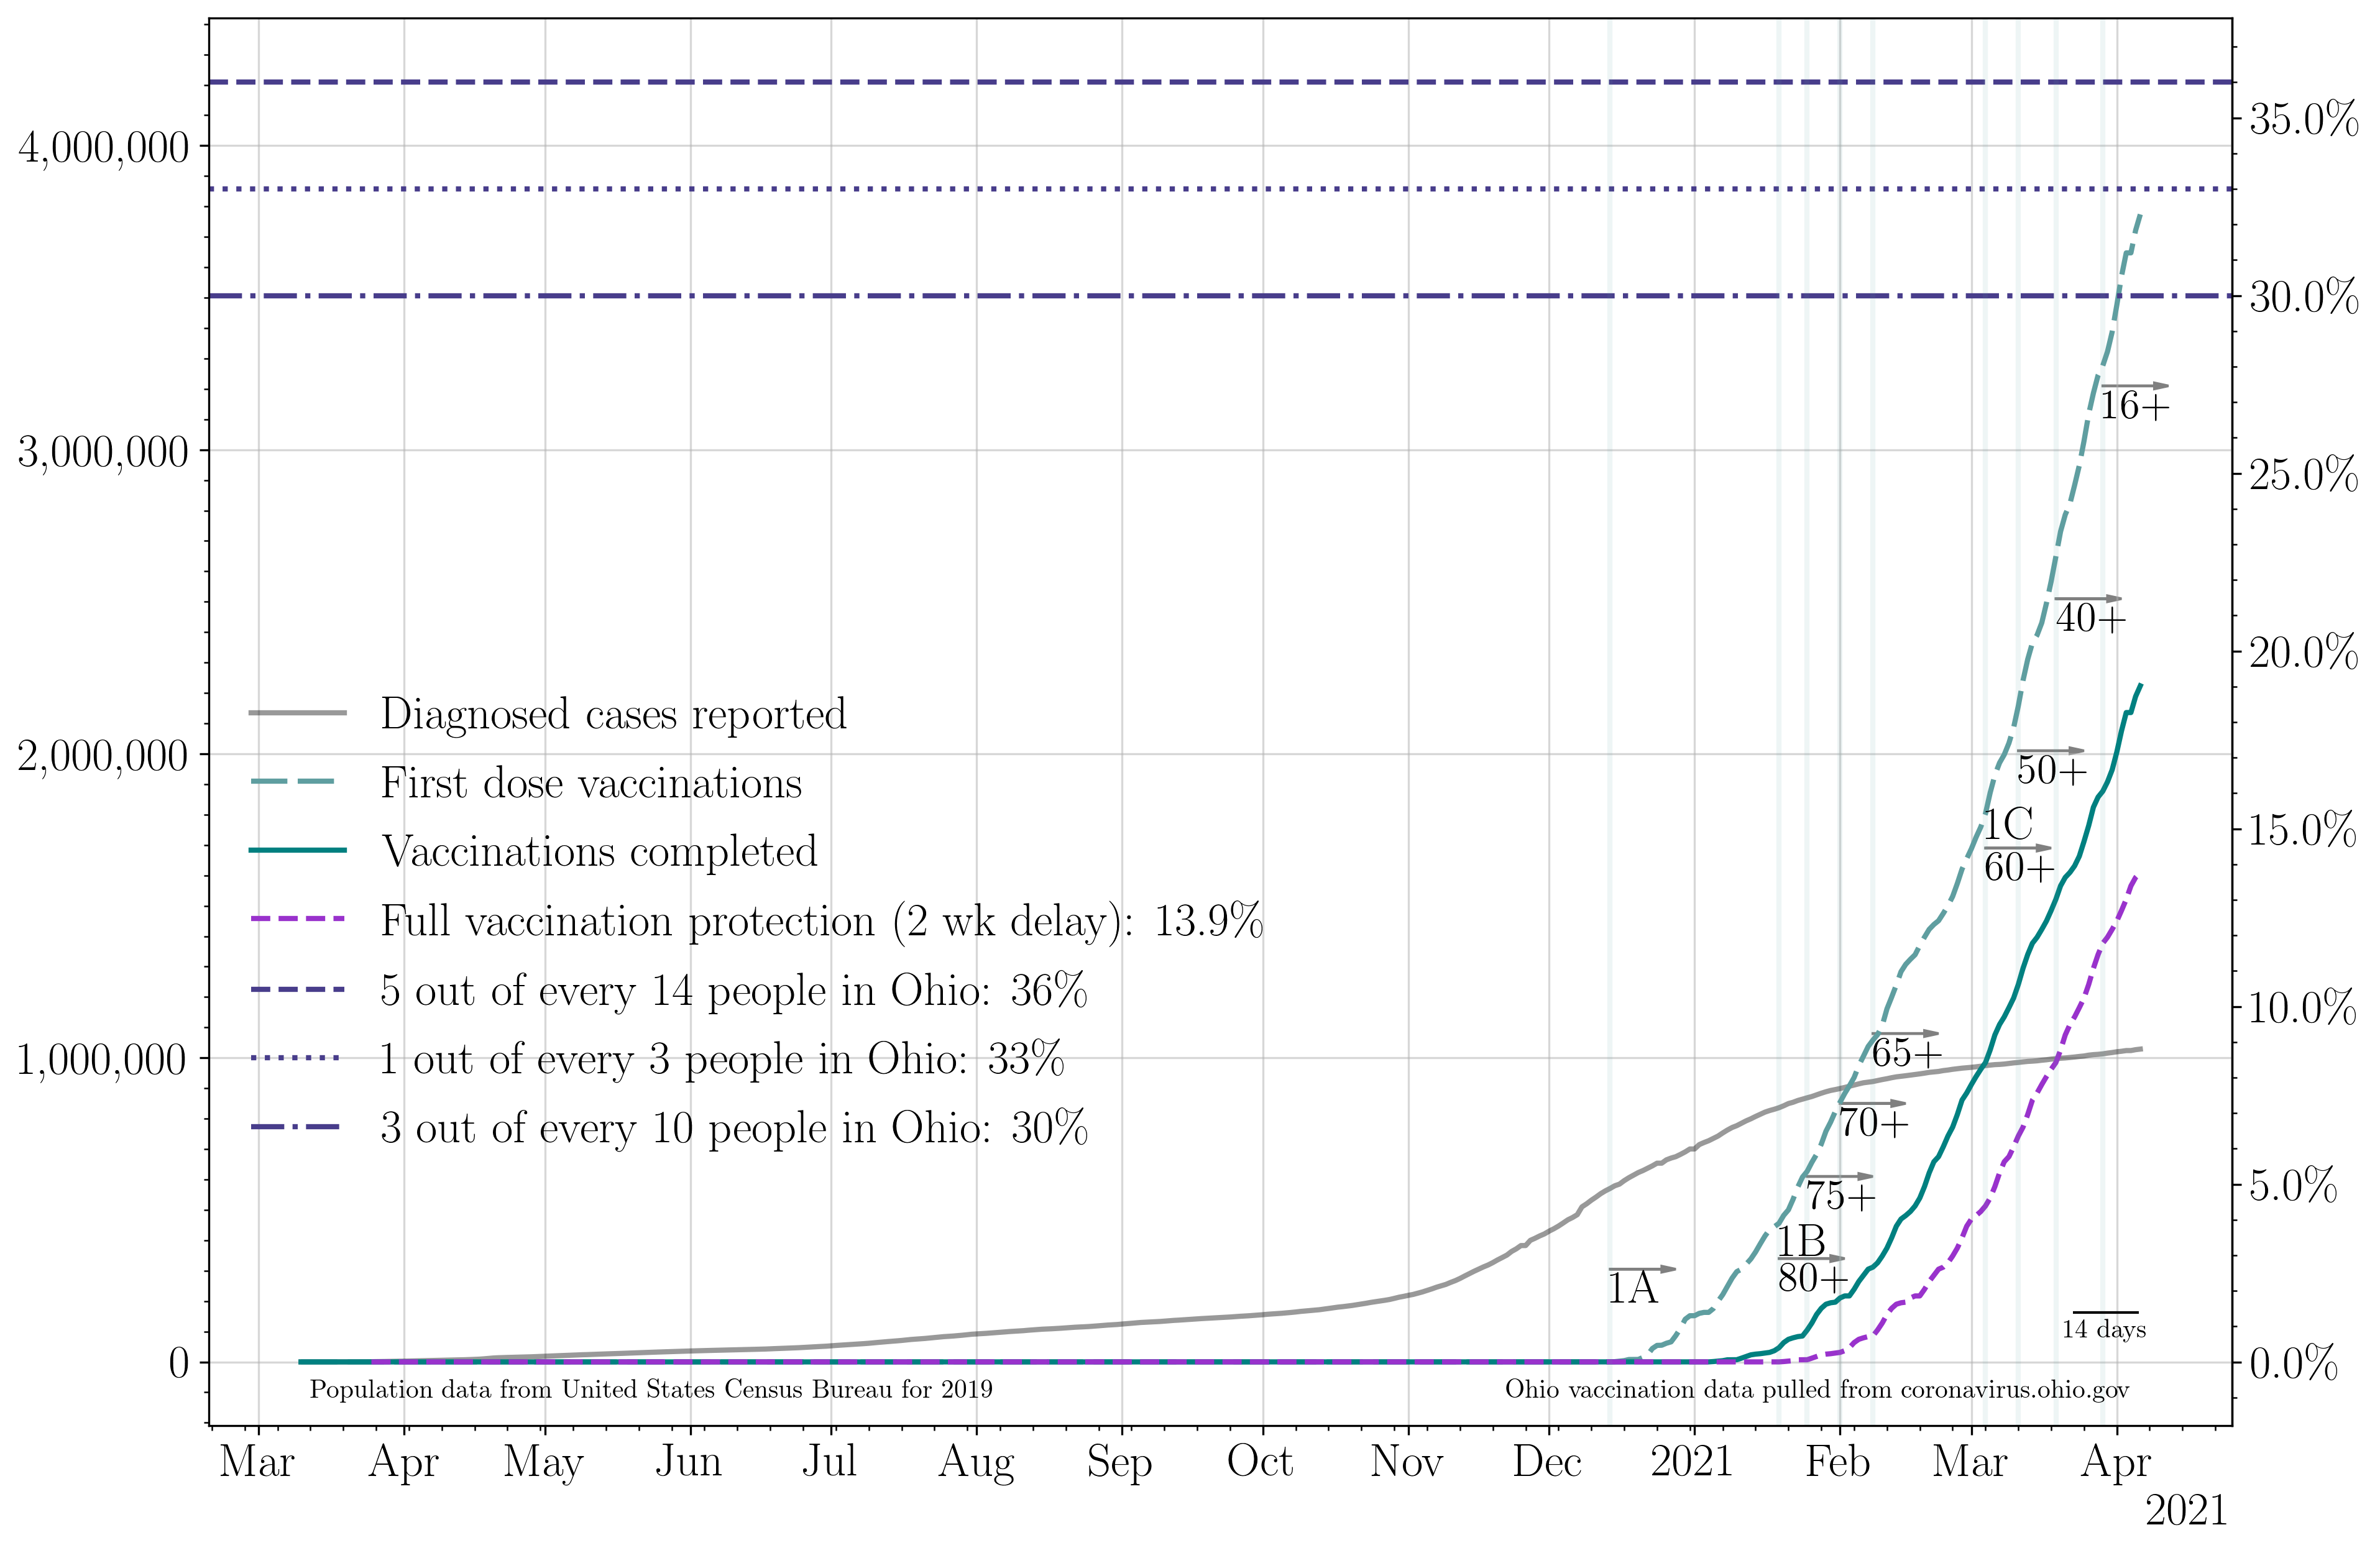 4,000,000
3,000,000
2,000,000
1,000,000
0
35.0%
30.0%
25.0%
20.0%
15.0%
10.0%
5.0%
0.0%
Diagnosed cases reported
First dose vaccinations
Vaccinations completed
Full vaccination protection (2 wk delay): 13.9%
5 out of every 14 people in Ohio: 36%
1 out of every 3 people in Ohio: 33%
3 out of every 10 people in Ohio: 30%
16+
40+
50+
1C
60+
65+
70+
75+
1B
80+
1A
14 days
Population data from United States Census Bureau for 2019
Ohio vaccination data pulled from coronavirus.ohio.gov
Mar Apr May Jun Jul Aug Sep Oct Nov Dec 2021 Feb Mar Apr
2021